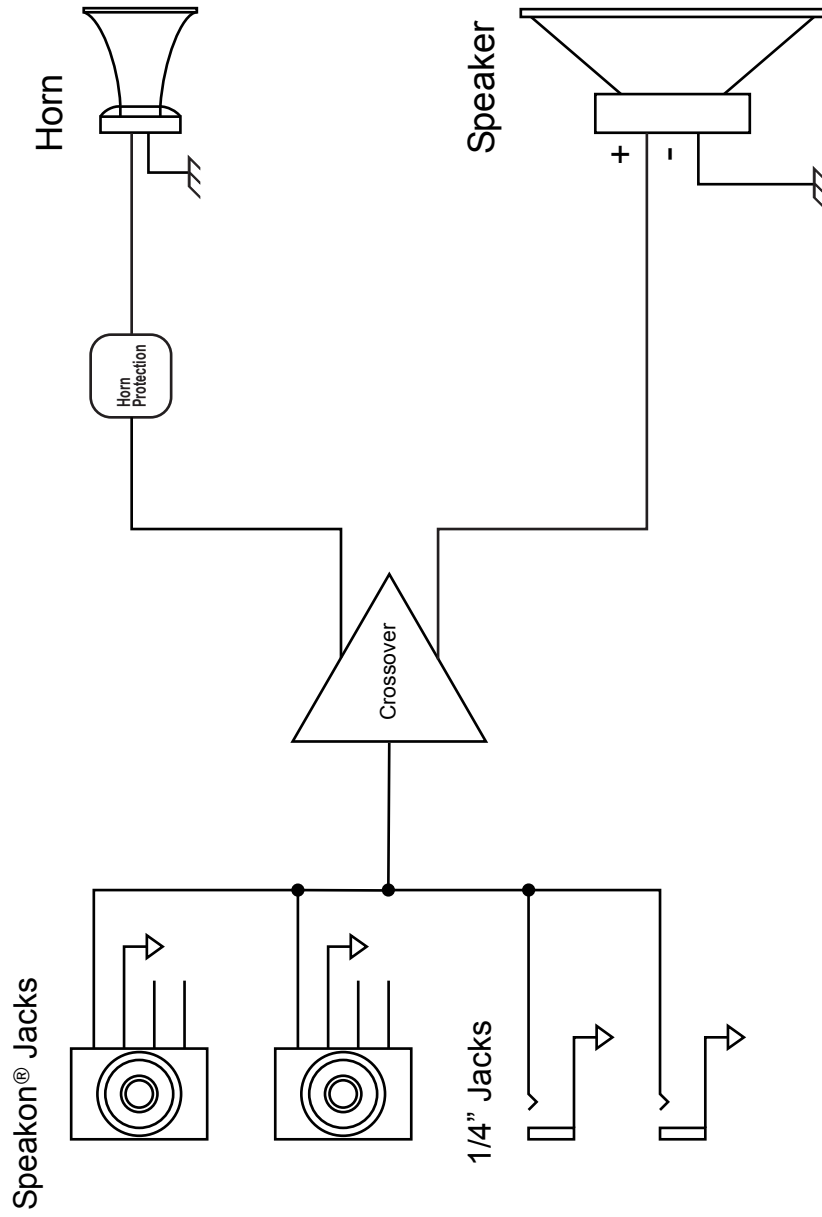 Speakon® Jacks
1/4” Jacks
Crossover
Horn
Protection
Horn
Speaker
+
-